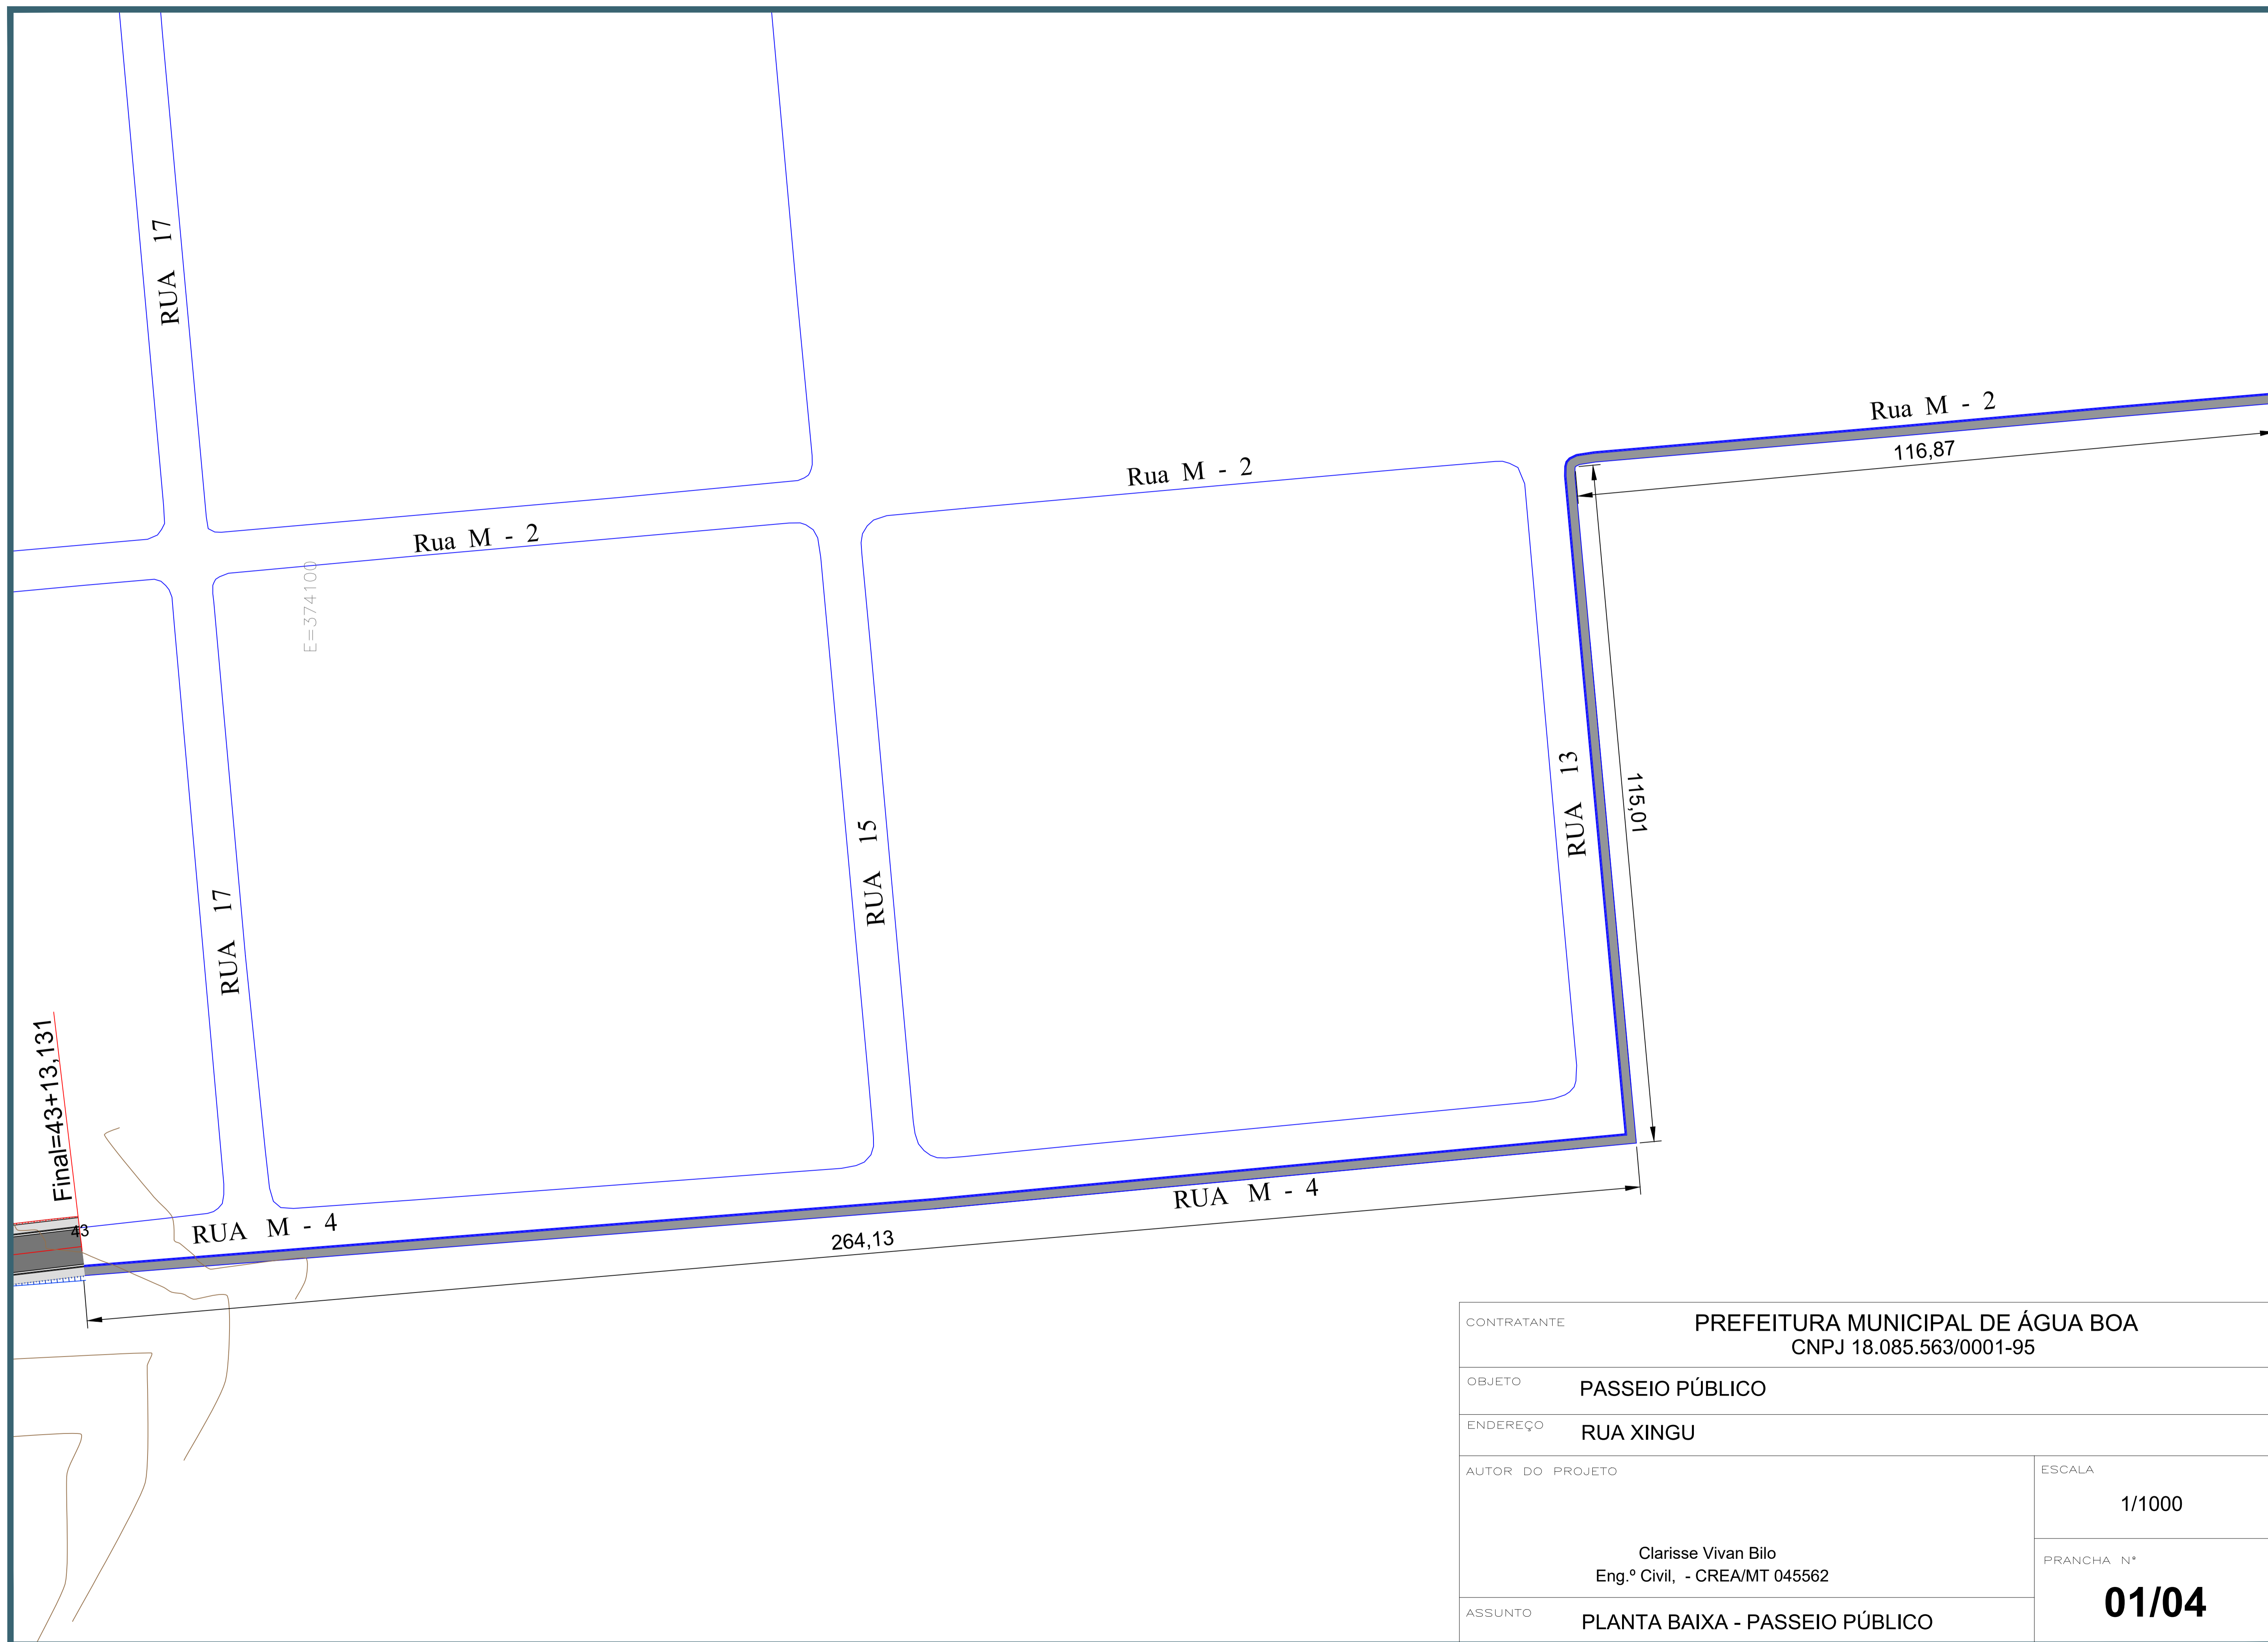 RUA 17
Rua M - 2
116,87
Rua M - 2
Rua M - 2
E=374100
RUA 13
115,01
RUA 15
RUA 17
Final=43+13,131
43
RUA M - 4
RUA M - 4
264,13
CONTRATANTE
PREFEITURA MUNICIPAL DE ÁGUA BOA
CNPJ 18.085.563/0001-95
OBJETO
PASSEIO PÚBLICO
ENDEREÇO
RUA XINGU
AUTOR DO PROJETO
Clarisse Vivan Bilo
Eng.º Civil, - CREA/MT 045562
ESCALA
1/1000
PRANCHA Nº
01/04
ASSUNTO
PLANTA BAIXA - PASSEIO PÚBLICO